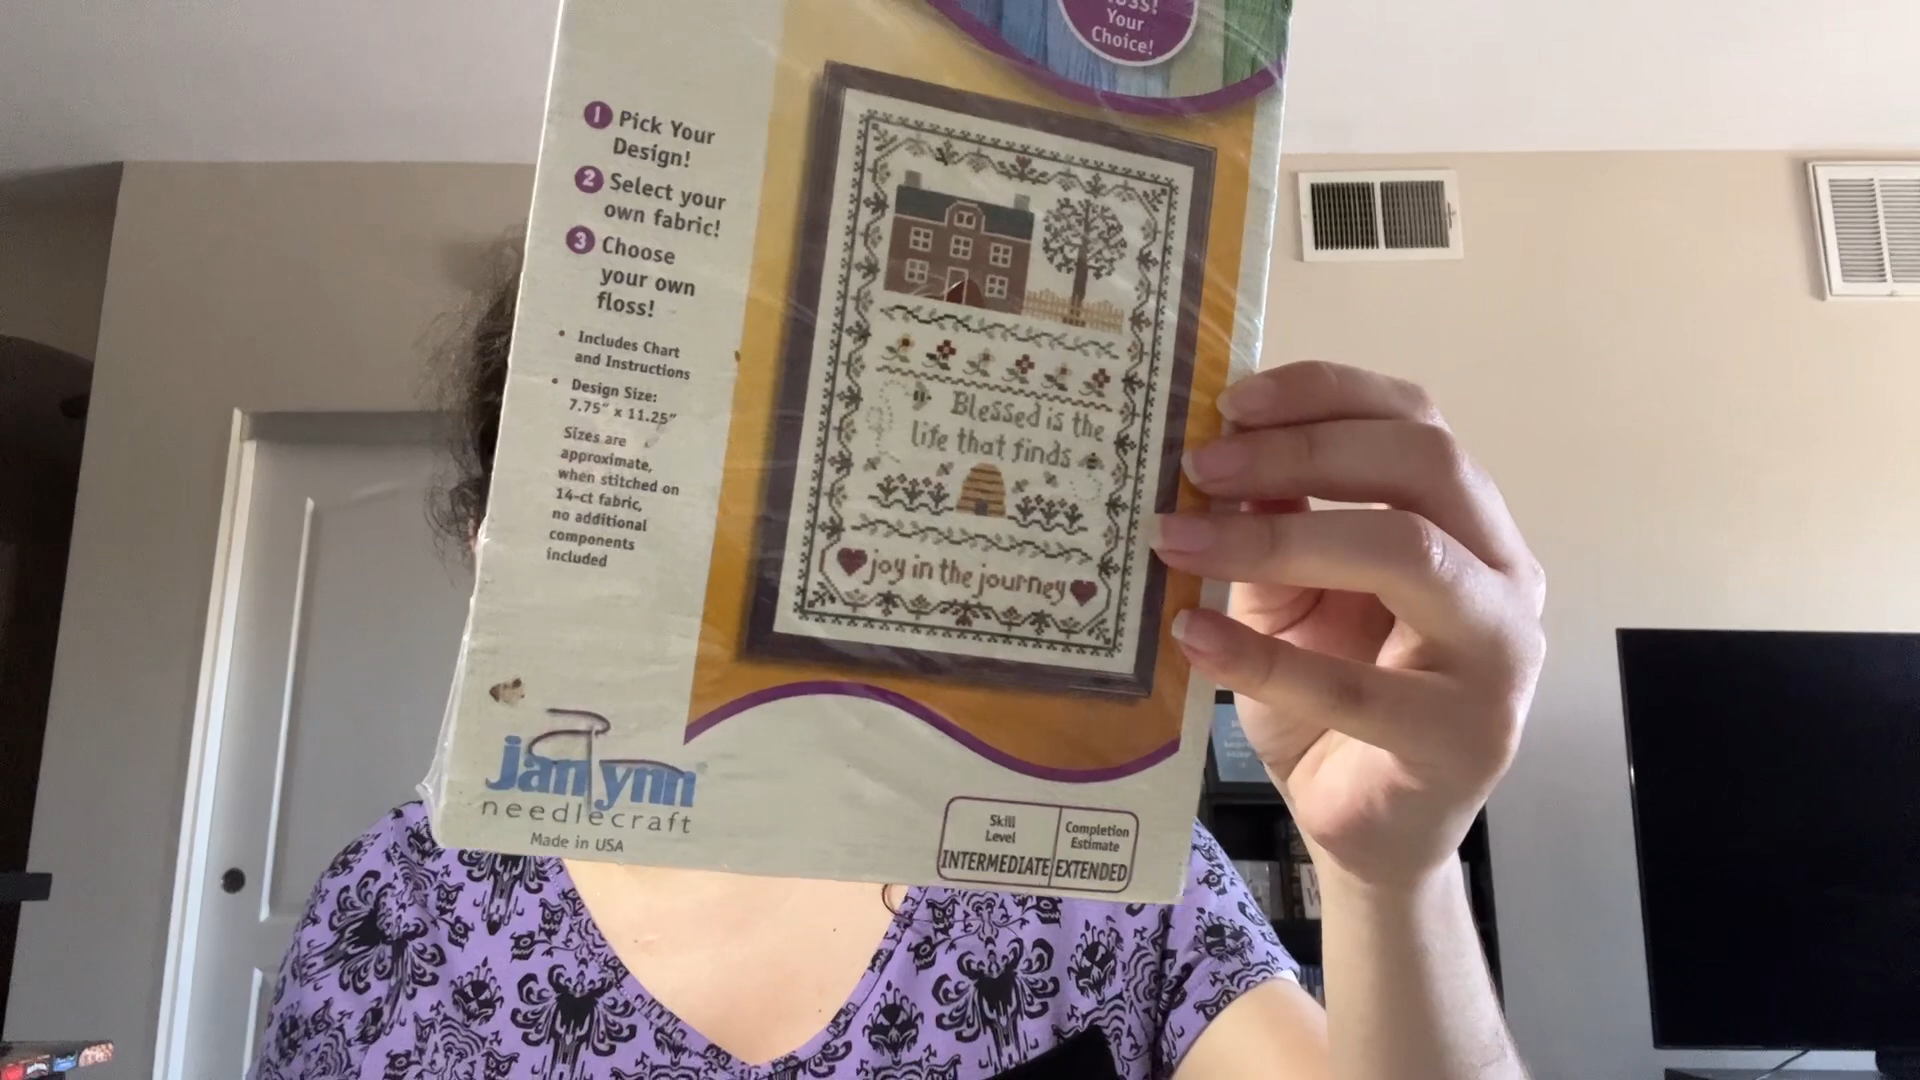 Your
Choice!
1 Pick Your
Design!
2 Select your
own fabric!
3 Choose
your own
floss!
• Includes Chart
and Instructions
• Design Size:
7.75" x 11.25"
Sizes are
approximate,
when stitched on
14-ct fabric,
no additional
components
included
Blessed is the
life that finds
joy in the journey
janlynn®
needlecraft
Made in USA
Skill
Level
INTERMEDIATE
Completion
Estimate
EXTENDED